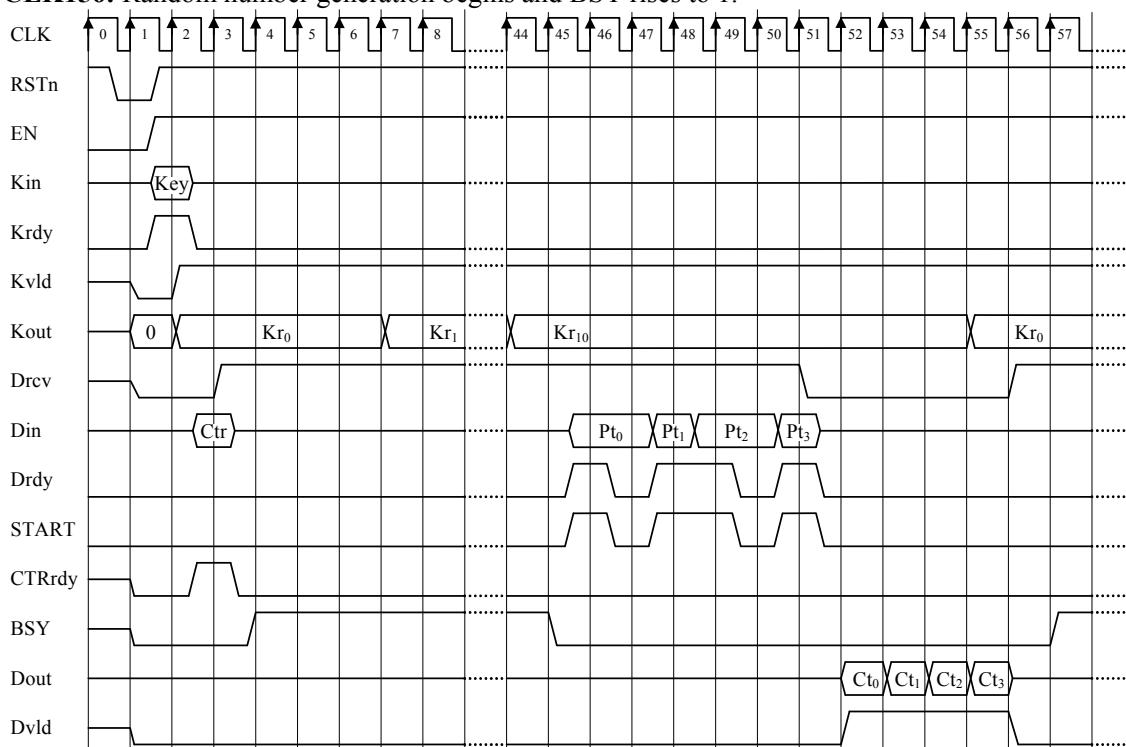 Random number generation begins and BSY rises to 1.
CLK 0 1 2 3 4 5 6 7 8 44 45 46 47 48 49 50 51 52 53 54 55 56 57
RSTn
EN
Kin Key
Krdy
Kvld
Kout 0 Kr₀ Kr₁ Kr₁₀ Kr₀
Drcv
Din Ctr Pt₀ Pt₁ Pt₂ Pt₃
Drdy
START
CTRrdy
BSY
Dout Ct₀ Ct₁ Ct₂ Ct₃
Dvld